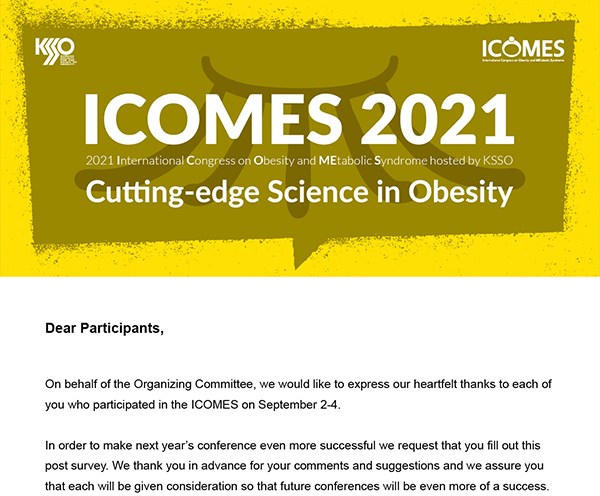 KSSO
ICOMES
International Congress on Obesity and MEtabolic Syndrome
ICOMES 2021
2021 International Congress on Obesity and MEtabolic Syndrome hosted by KSSO
Cutting-edge Science in Obesity
Dear Participants,
On behalf of the Organizing Committee, we would like to express our heartfelt thanks to each of
you who participated in the ICOMES on September 2-4.
In order to make next year's conference even more successful we request that you fill out this
post survey. We thank you in advance for your comments and suggestions and we assure you
that each will be given consideration so that future conferences will be even more of a success.